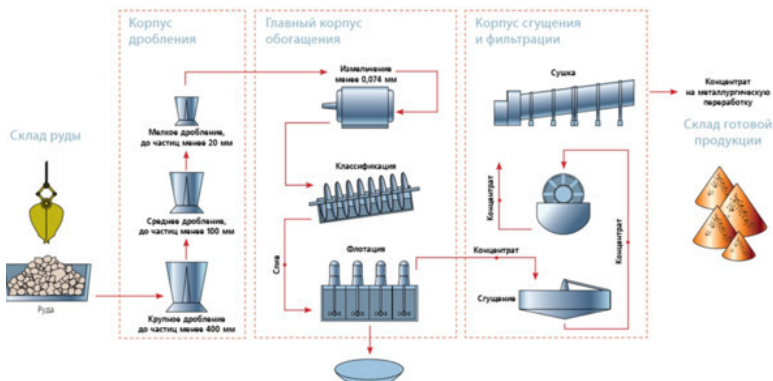 Корпус
дробления
Главный корпус
обогащения
Корпус сгущения
и фильтрации
Склад руды
Руда
Мелкое дробление,
до частиц менее 20 мм
Среднее дробление,
до частиц менее 100 мм
Крупное дробление
до частиц менее 400 мм
Измельчение
менее 0,074 мм
Классификация
Слив
Флотация
Концентрат
Сушка
Концентрат
Концентрат
Сгущение
Концентрат
на металлургическую
переработку
Склад готовой
продукции